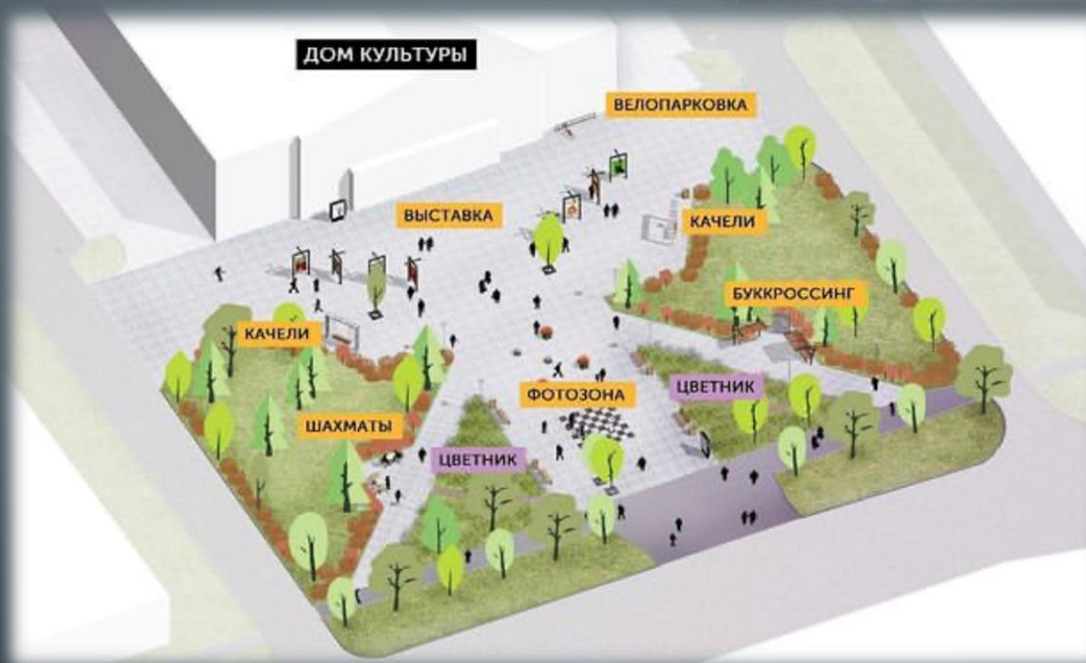 ДОМ КУЛЬТУРЫ
ВЕЛОПАРКОВКА
ВЫСТАВКА
КАЧЕЛИ
БУККРОССИНГ
КАЧЕЛИ
ЦВЕТНИК
ФОТОЗОНА
ШАХМАТЫ
ЦВЕТНИК